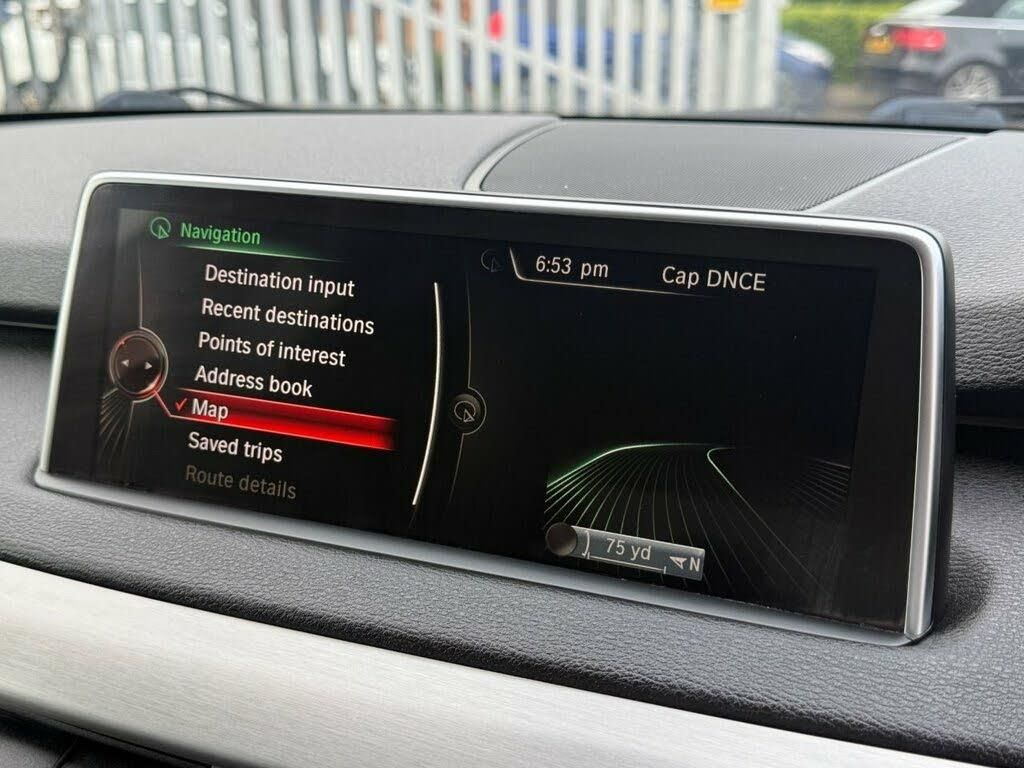 Navigation
6:53 pm
Cap DNCE
Destination input
Recent destinations
Points of interest
Address book
✓ Map
Saved trips
Route details
75 yd
N